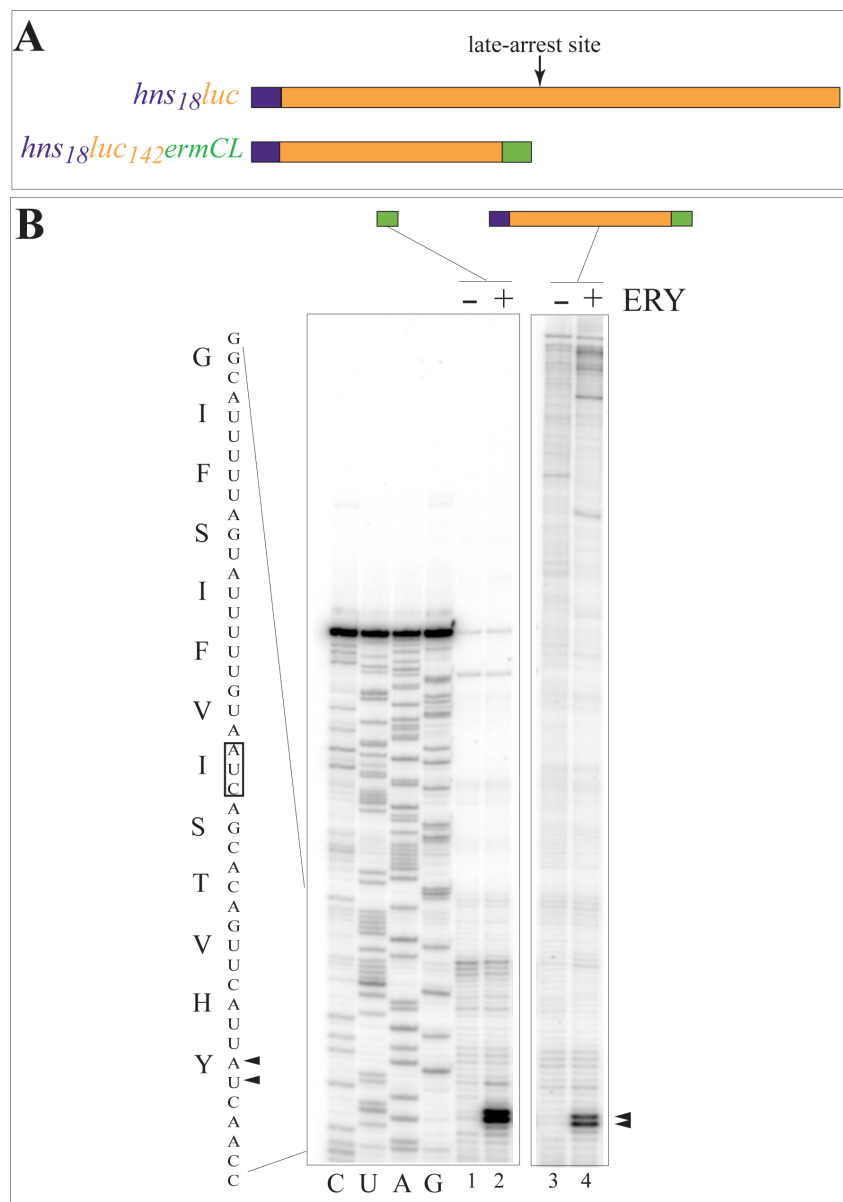 A
late-arrest site
hns18luc
hns18luc142ermCL
B
– + – + ERY
G I F S I F V I S T V H Y
G G C A U U U U U A G U A U U U U U G U A A U C A G C A C A G U U C A U U A U C A A C C
C U A G 1 2 3 4